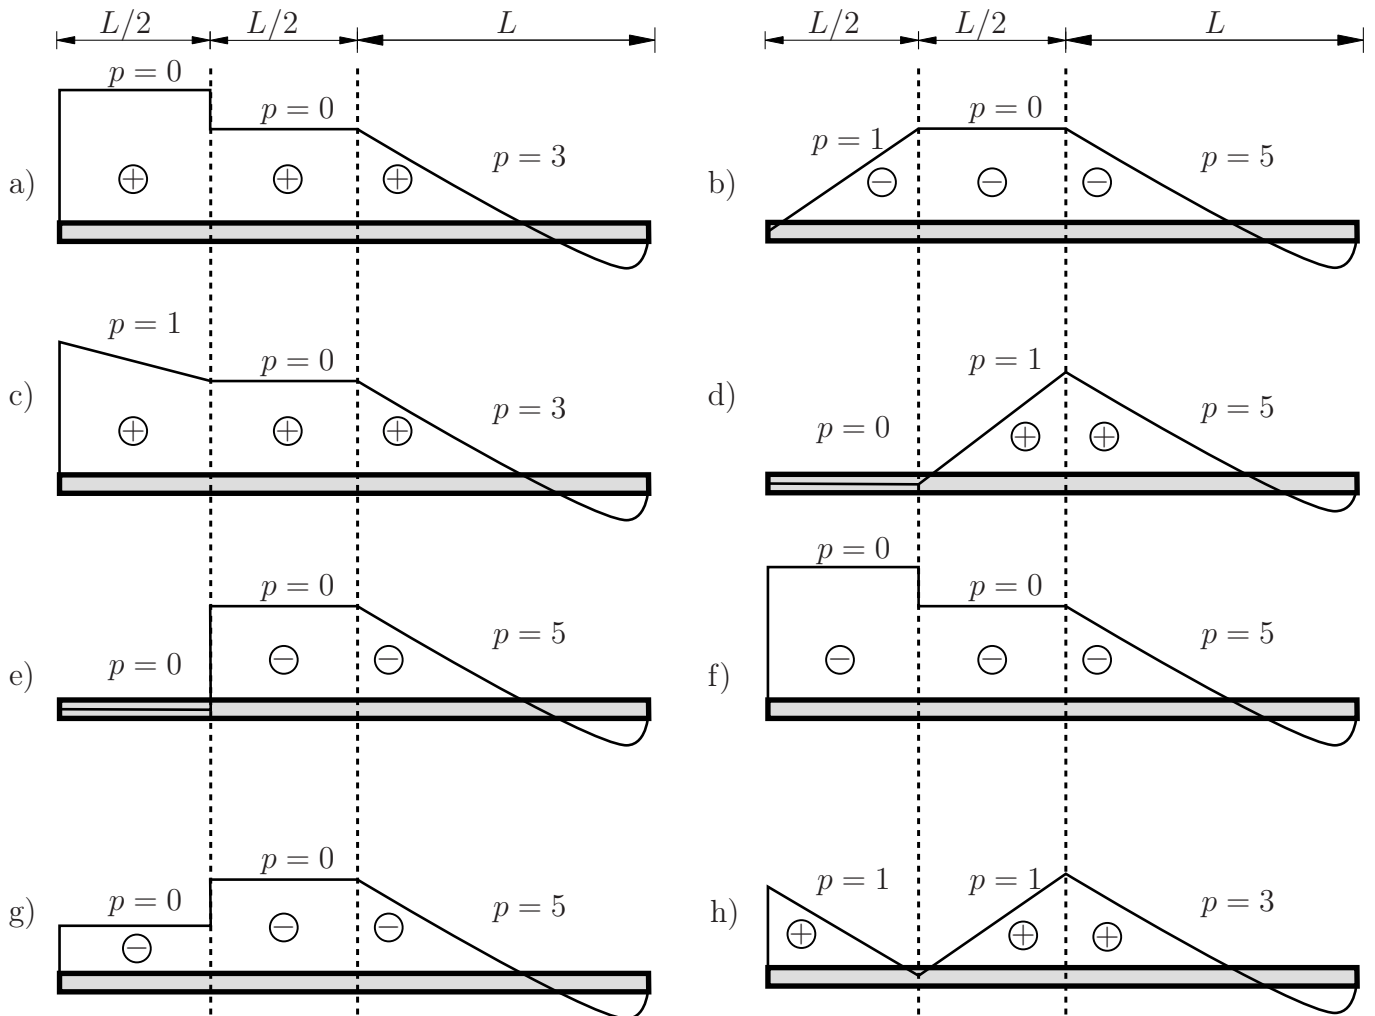 L/2 L/2 L L/2 L/2 L
p = 0
p = 0 p = 0
p = 1
p = 3 p = 5
a) b)
+ + + − − −
p = 1
p = 0 p = 1
p = 3 p = 5
c) p = 0 d)
+ + + + +
p = 0
p = 0 p = 0
p = 5 p = 5
e) p = 0 f)
− − − − −
p = 0
p = 0 p = 1 p = 1
g) p = 5 h) p = 3
− − − + + +